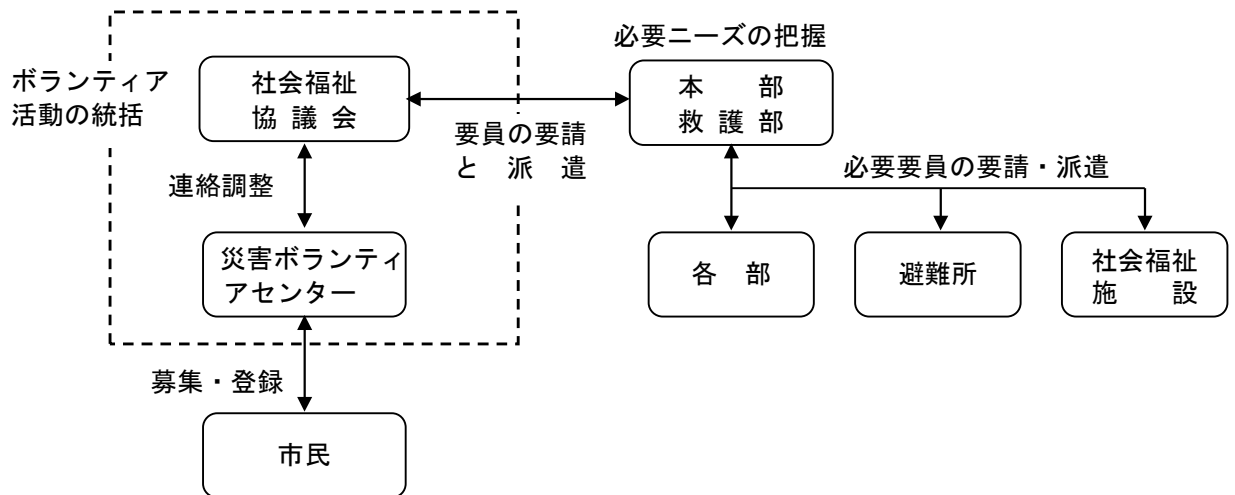 必要ニーズの把握
ボランティア
活動の統括
社会福祉
協議会
本部
救護部
要員の要請
と派遣
連絡調整
必要要員の要請・派遣
災害ボランティ
アセンター
各部
避難所
社会福祉
施設
募集・登録
市民